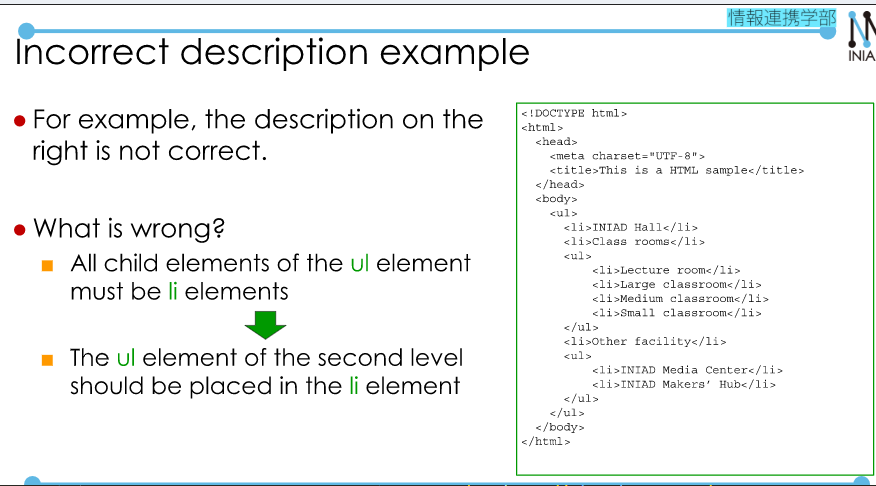 情報連携学部
INIA
Incorrect description example
● For example, the description on the
right is not correct.
● What is wrong?
■ All child elements of the ul element
must be li elements
■ The ul element of the second level
should be placed in the li element
<!DOCTYPE html>
<html>
  <head>
    <meta charset="UTF-8">
    <title>This is a HTML sample</title>
  </head>
  <body>
    <ul>
      <li>INIAD Hall</li>
      <li>Class rooms</li>
      <ul>
          <li>Lecture room</li>
          <li>Large classroom</li>
          <li>Medium classroom</li>
          <li>Small classroom</li>
      </ul>
      <li>Other facility</li>
      <ul>
          <li>INIAD Media Center</li>
          <li>INIAD Makers’ Hub</li>
      </ul>
    </ul>
  </body>
</html>